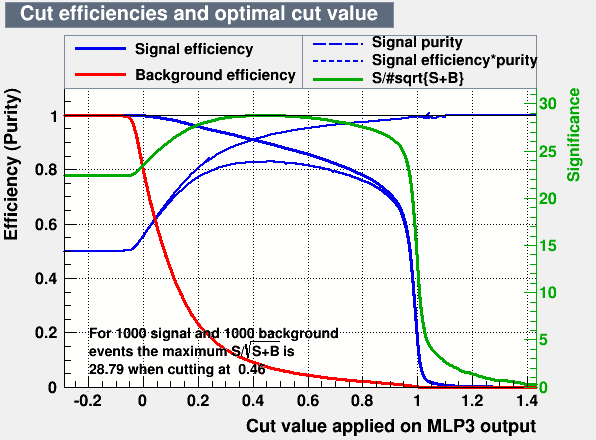 Cut efficiencies and optimal cut value
Signal efficiency
Background efficiency
Signal purity
Signal efficiency*purity
S/#sqrt{S+B}
Efficiency (Purity)
1
0.8
0.6
0.4
0.2
0
Significance
30
25
20
15
10
5
0
For 1000 signal and 1000 background
events the maximum S/√S+B is
28.79 when cutting at 0.46
-0.2 0 0.2 0.4 0.6 0.8 1 1.2 1.4
Cut value applied on MLP3 output